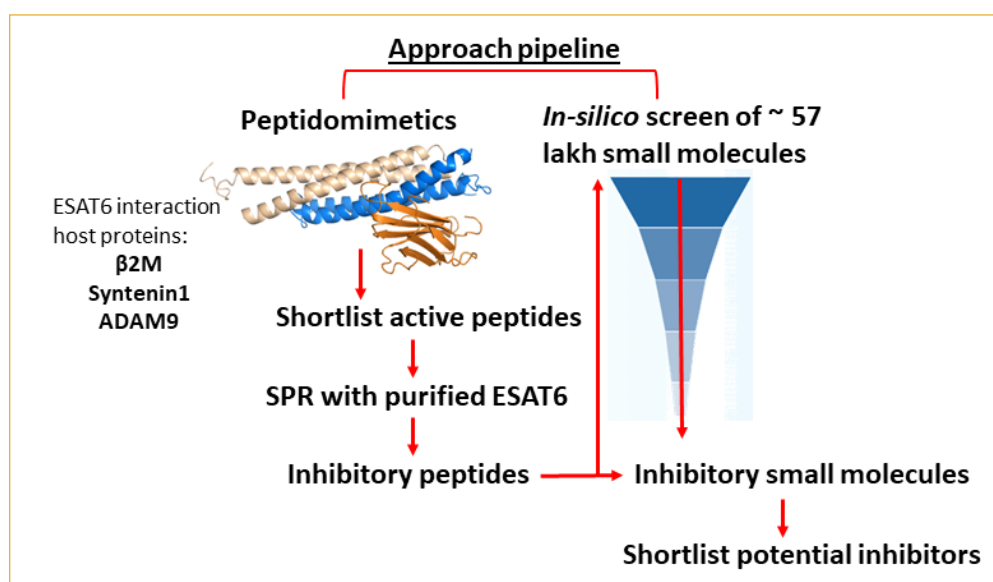 Approach pipeline
Peptidomimetics
In-silico screen of ~ 57
lakh small molecules
ESAT6 interaction
host proteins:
β2M
Syntenin1
ADAM9
Shortlist active peptides
SPR with purified ESAT6
Inhibitory peptides
Inhibitory small molecules
Shortlist potential inhibitors